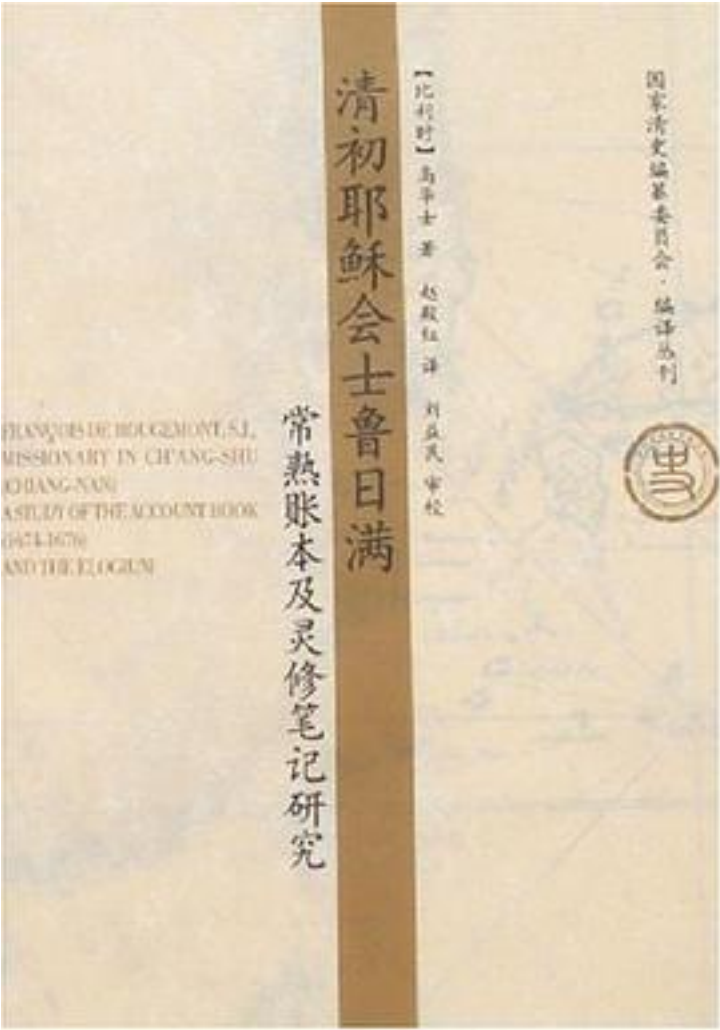 国家清史编纂委员会·编译丛刊
【比利时】高华士 著 赵殿红 译 刘益民 审校
清初耶稣会士鲁日满
常熟账本及灵修笔记研究
FRANÇOIS DE ROUGEMONT, S.J.,
MISSIONARY IN CH'ANG-SHU
(CHIANG-NAN)
A STUDY OF THE ACCOUNT BOOK
(1674-1676)
AND THE ELOGIUM
史